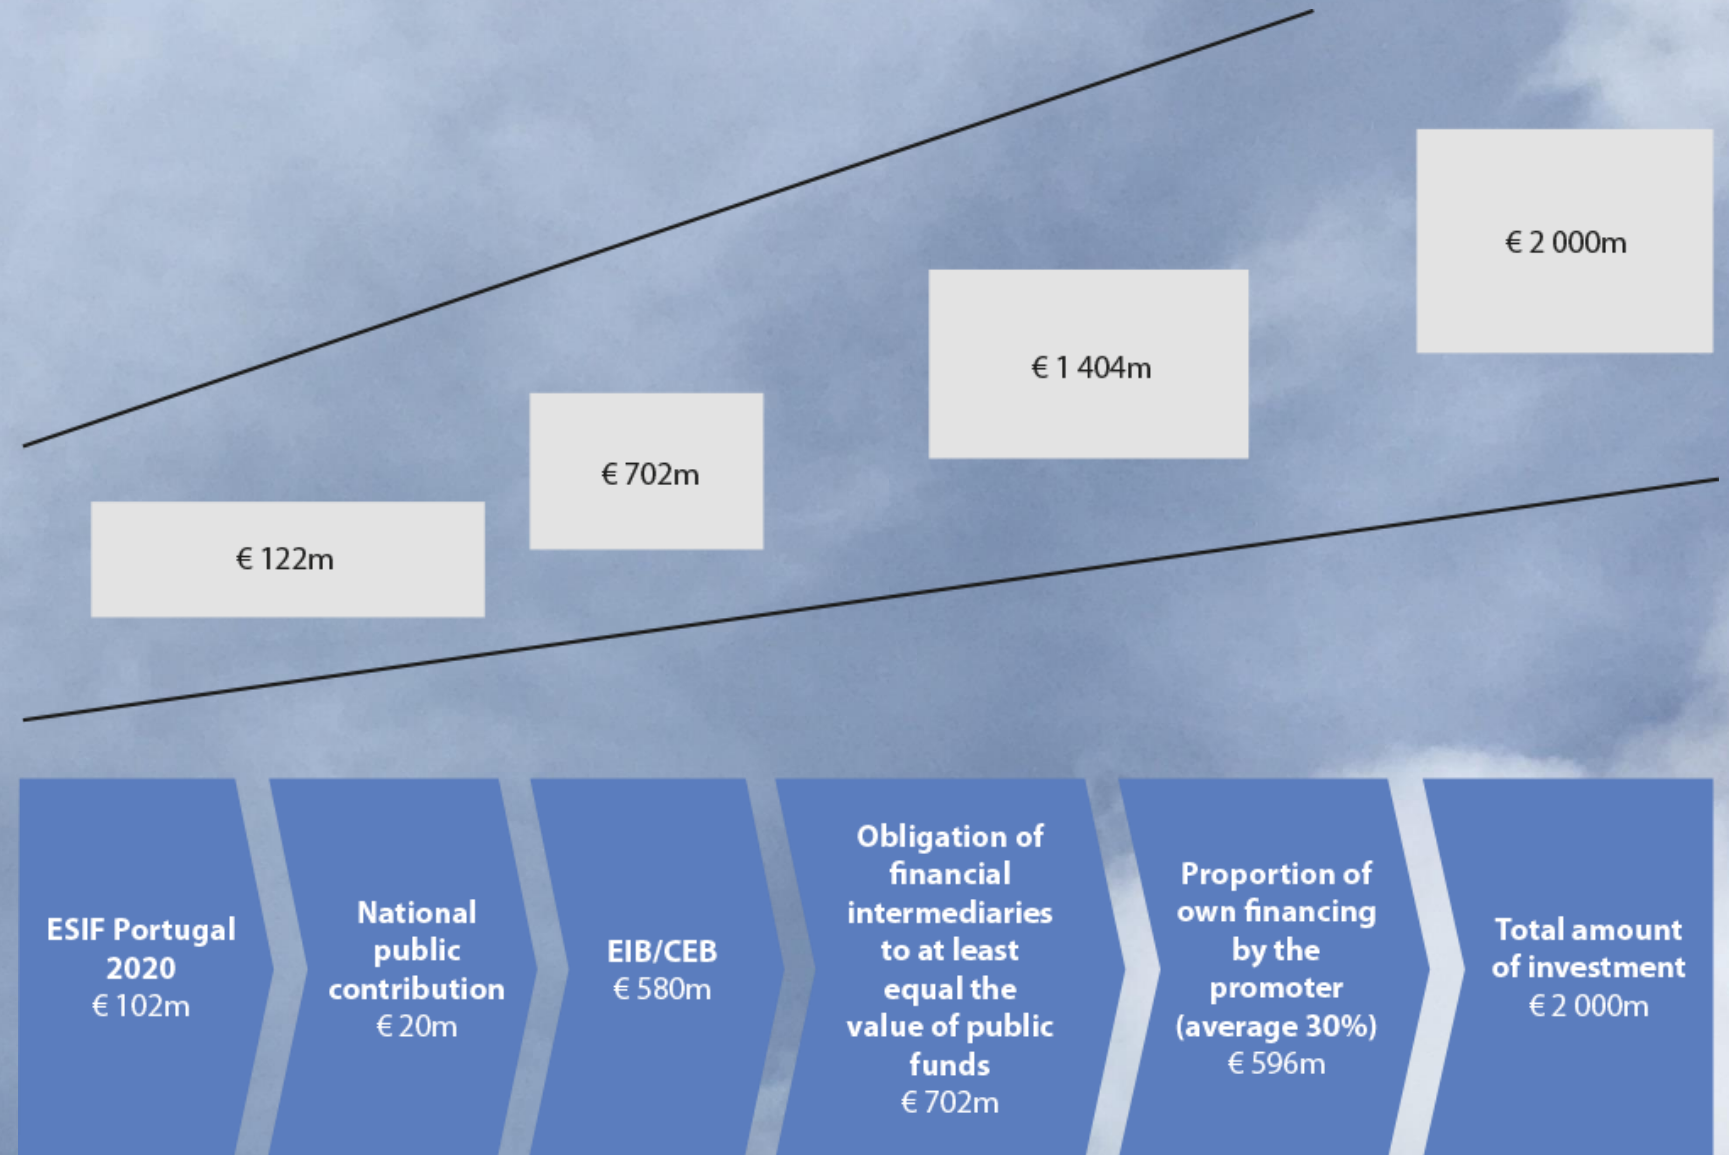 € 2 000m
€ 1 404m
€ 702m
€ 122m
ESIF Portugal
2020
€ 102m
National
public
contribution
€ 20m
EIB/CEB
€ 580m
Obligation of
financial
intermediaries
to at least
equal the
value of public
funds
€ 702m
Proportion of
own financing
by the
promoter
(average 30%)
€ 596m
Total amount
of investment
€ 2 000m